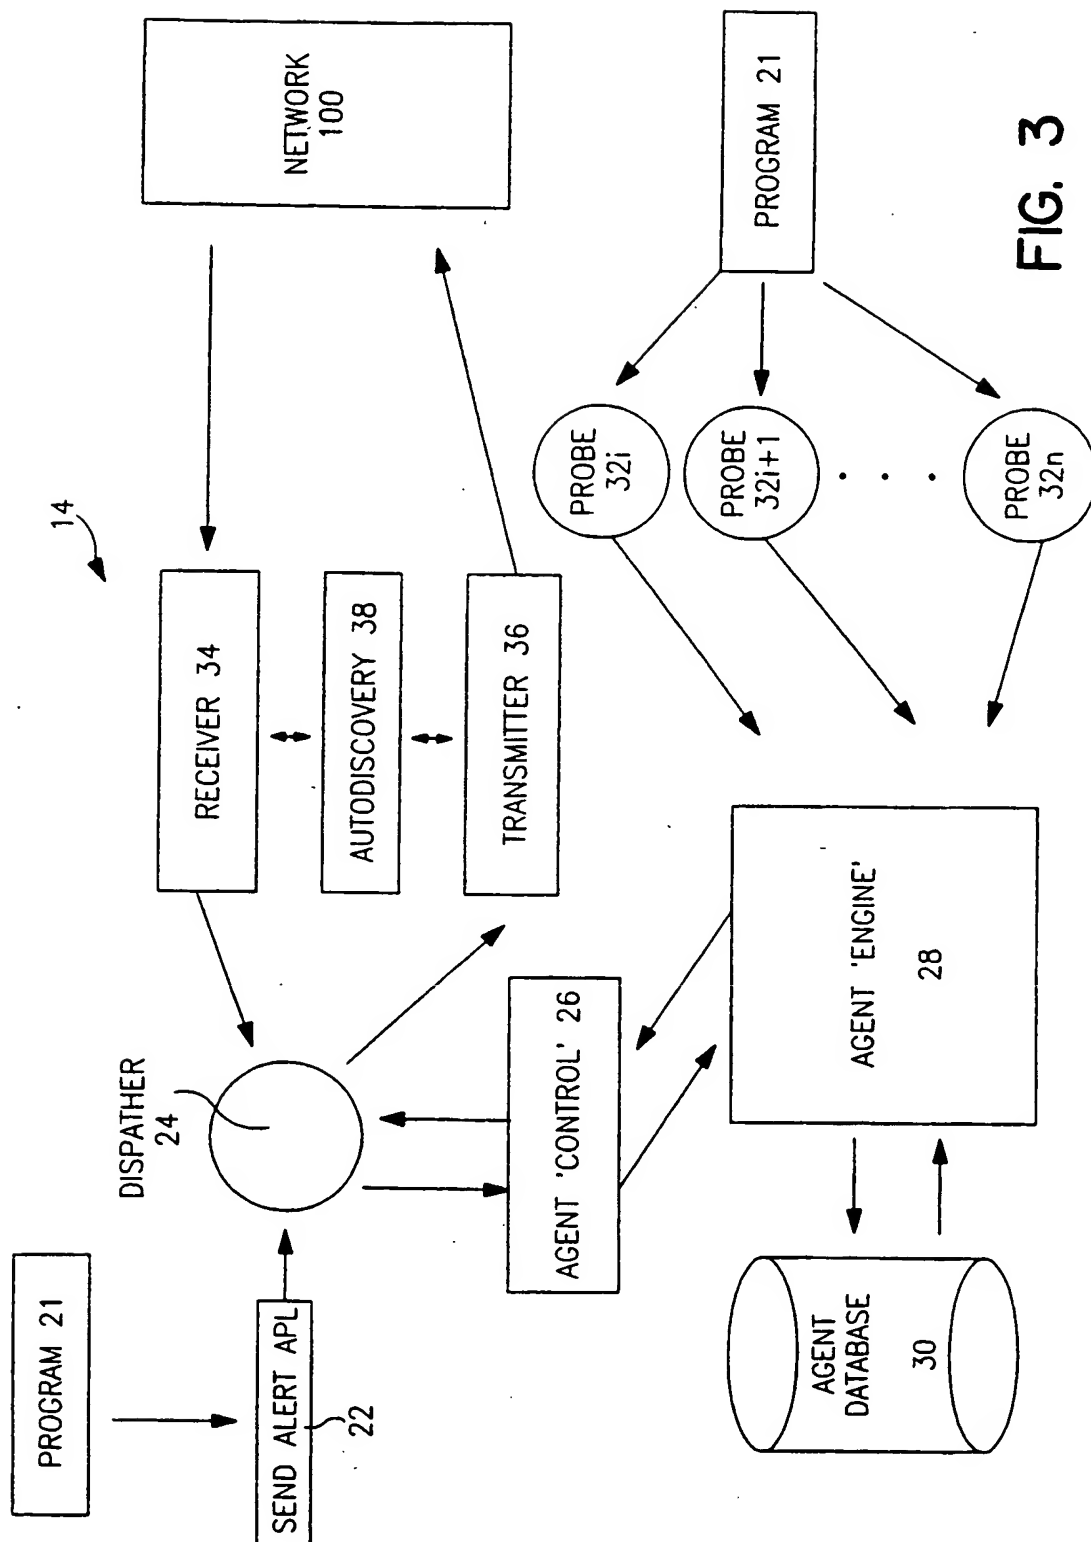 PROGRAM 21
SEND ALERT APL
22
DISPATHER
24
14
RECEIVER 34
AUTODISCOVERY 38
TRANSMITTER 36
NETWORK
100
AGENT 'CONTROL' 26
AGENT
DATABASE
30
AGENT 'ENGINE'
28
PROBE
32i
PROBE
32i+1
. . .
PROBE
32n
PROGRAM 21
FIG. 3